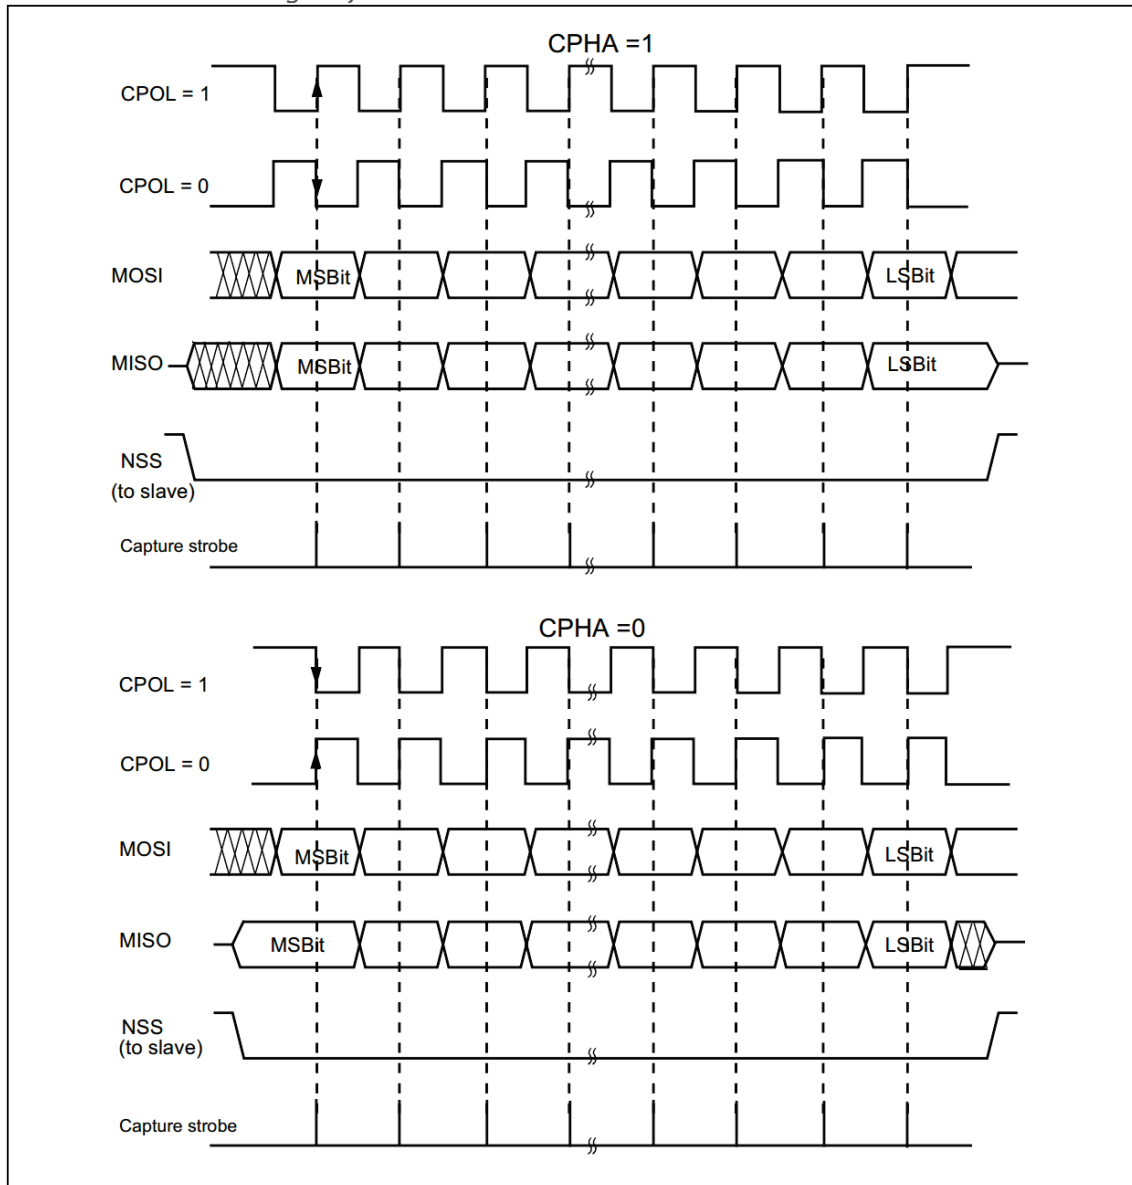 CPHA =1
CPOL = 1
CPOL = 0
MOSI
MSBit
LSBit
MISO
MSBit
LSBit
NSS
(to slave)
Capture strobe
CPHA =0
CPOL = 1
CPOL = 0
MOSI
MSBit
LSBit
MISO
MSBit
LSBit
NSS
(to slave)
Capture strobe